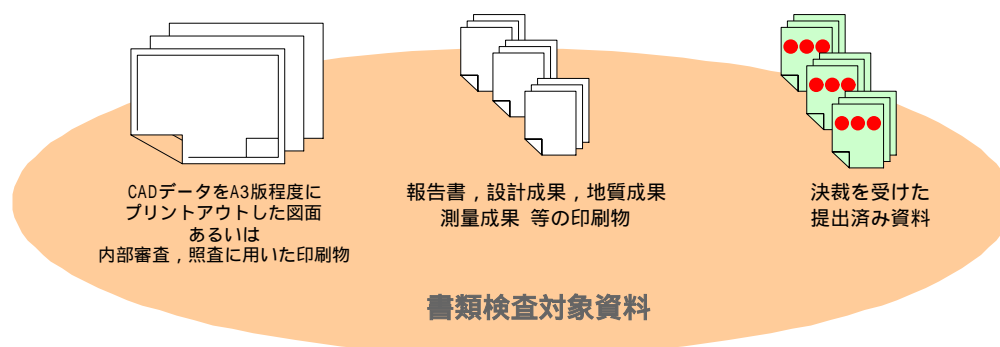 CADデータをA3版程度に
プリントアウトした図面
あるいは
内部審査，照査に用いた印刷物
報告書，設計成果，地質成果
測量成果 等の印刷物
決裁を受けた
提出済み資料
書類検査対象資料